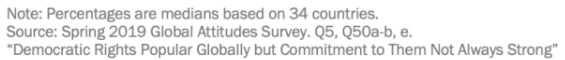 Note: Percentages are medians based on 34 countries.
Source: Spring 2019 Global Attitudes Survey. Q5, Q50a-b, e.
“Democratic Rights Popular Globally but Commitment to Them Not Always Strong”